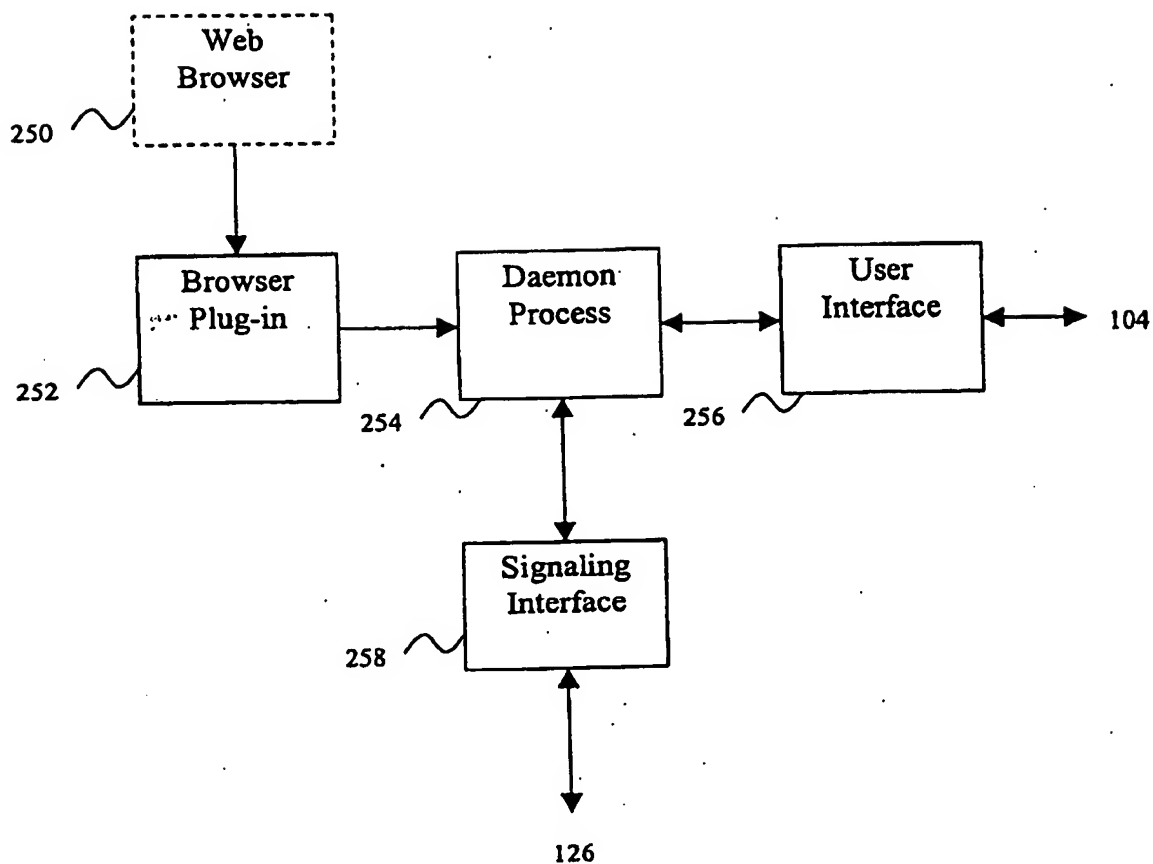 Web
Browser
250
Browser
Plug-in
252
Daemon
Process
254
User
Interface
256
104
Signaling
Interface
258
126